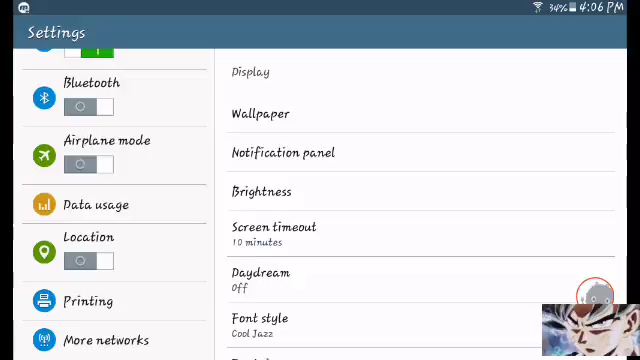 34% 4:06 PM
Settings
Bluetooth
Airplane mode
Data usage
Location
Printing
More networks
Display
Wallpaper
Notification panel
Brightness
Screen timeout
10 minutes
Daydream
Off
Font style
Cool Jazz